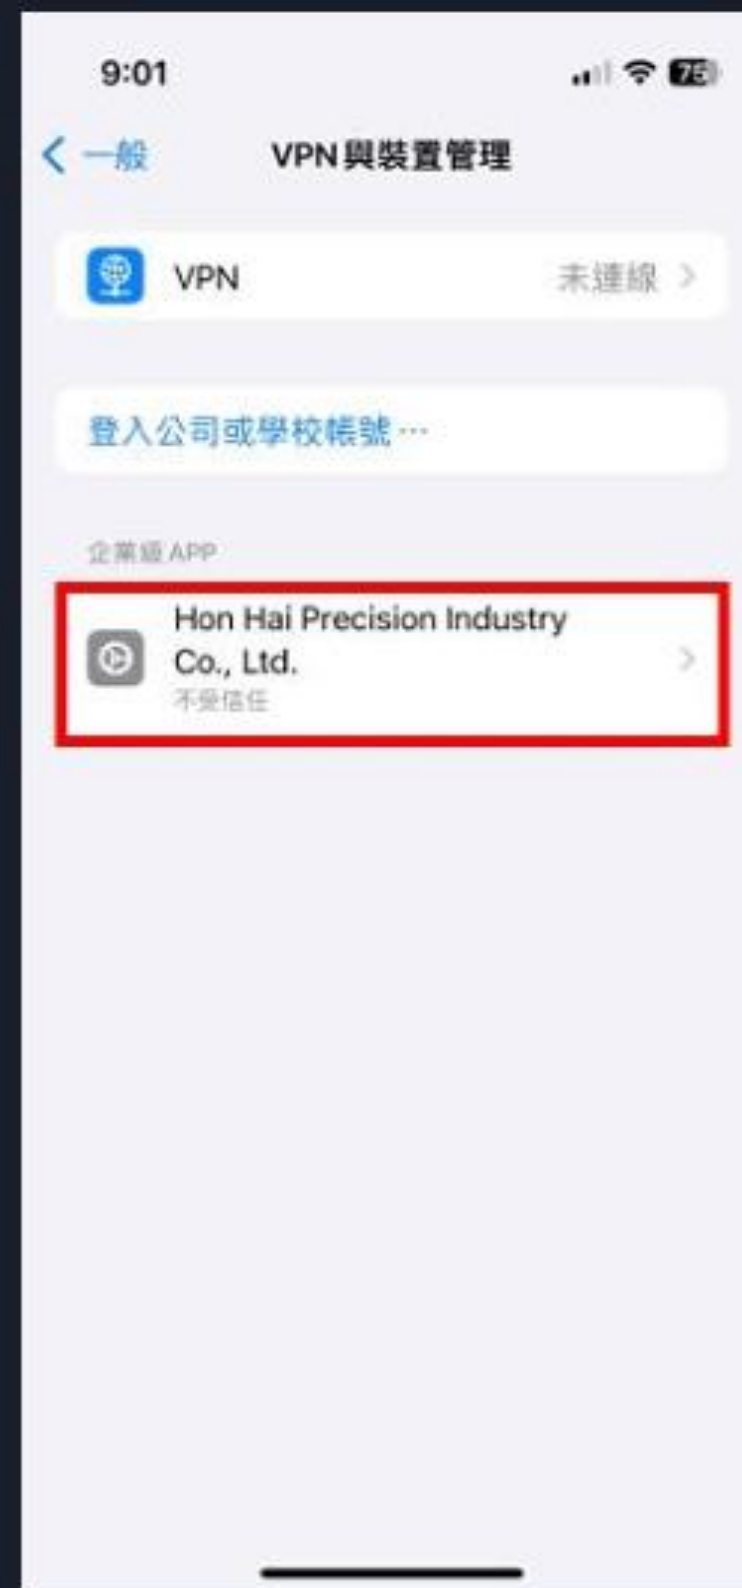 9:01
75
一般
VPN與裝置管理
VPN
未連線
登入公司或學校帳號…
企業級 APP
Hon Hai Precision Industry
Co., Ltd.
不受信任